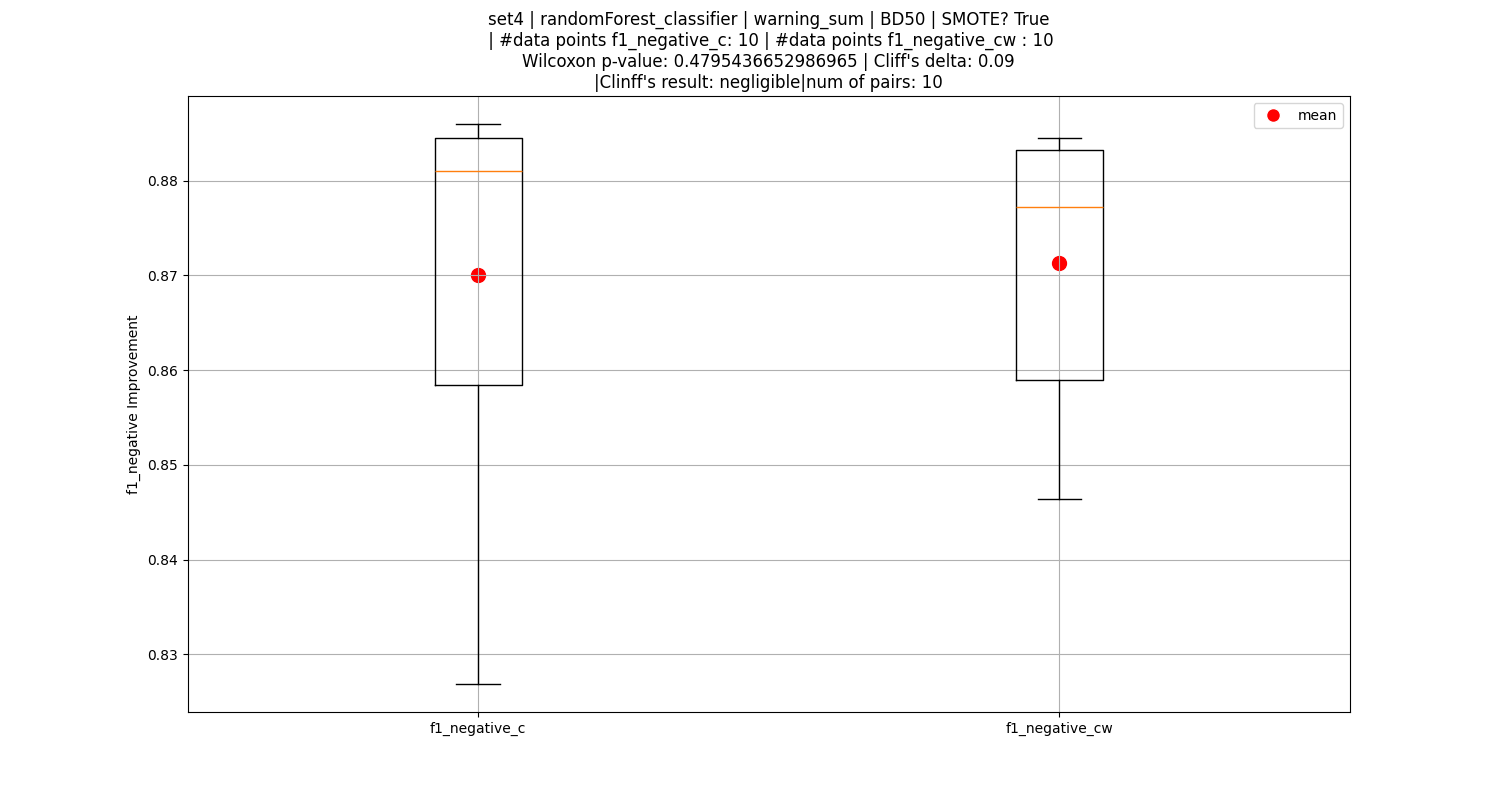 set4 | randomForest_classifier | warning_sum | BD50 | SMOTE? True
| #data points f1_negative_c: 10 | #data points f1_negative_cw : 10
Wilcoxon p-value: 0.4795436652986965 | Cliff's delta: 0.09
|Clinff's result: negligible|num of pairs: 10
mean
f1_negative Improvement
0.88
0.87
0.86
0.85
0.84
0.83
f1_negative_c
f1_negative_cw